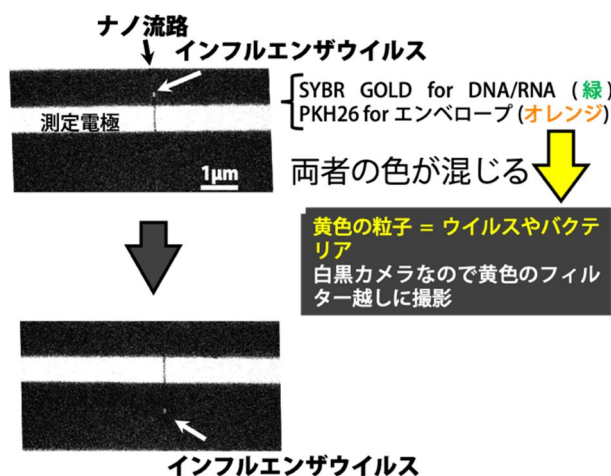 ナノ流路
インフルエンザウイルス
SYBR GOLD for DNA/RNA (緑)
PKH26 for エンベロープ(オレンジ)
測定電極
1μm
両者の色が混じる
黄色の粒子 = ウイルスやバクテ
リア
白黒カメラなので黄色のフィル
ター越しに撮影
インフルエンザウイルス